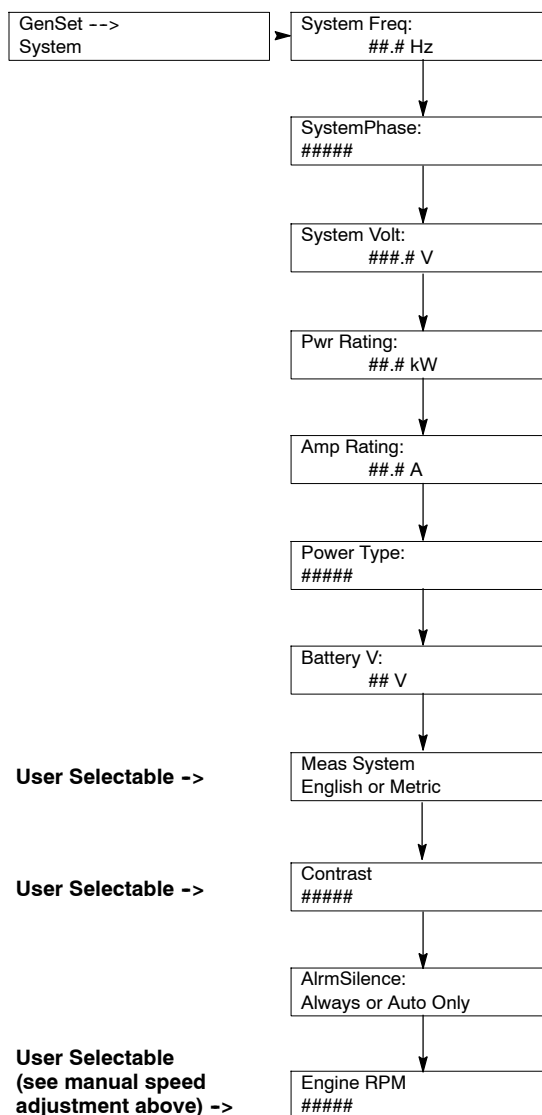 GenSet -->
System
System Freq:
##.# Hz
SystemPhase:
#####
System Volt:
###.# V
Pwr Rating:
##.# kW
Amp Rating:
##.# A
Power Type:
#####
Battery V:
## V
User Selectable ->
Meas System
English or Metric
User Selectable ->
Contrast
#####
AlrmSilence:
Always or Auto Only
User Selectable
(see manual speed
adjustment above) ->
Engine RPM
#####